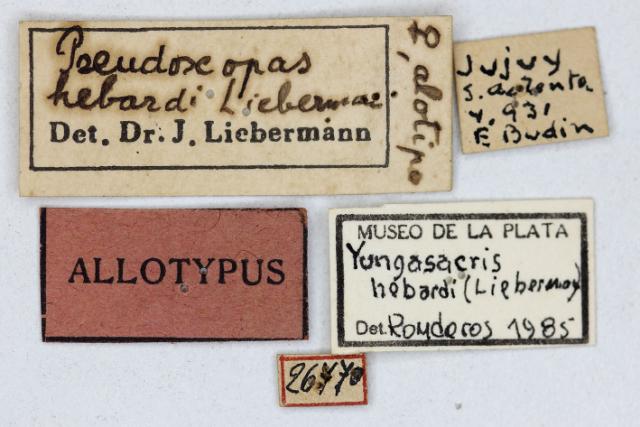 Pseudoscopas
hebardi Lieberma.
Det. Dr. J. Liebermann
♀, alotipo
Jujuy
v. 931
E. Budin
ALLOTYPUS
MUSEO DE LA PLATA
Yungasacris
hebardi (Lieberman)
Det. Ronderos 1985
26770